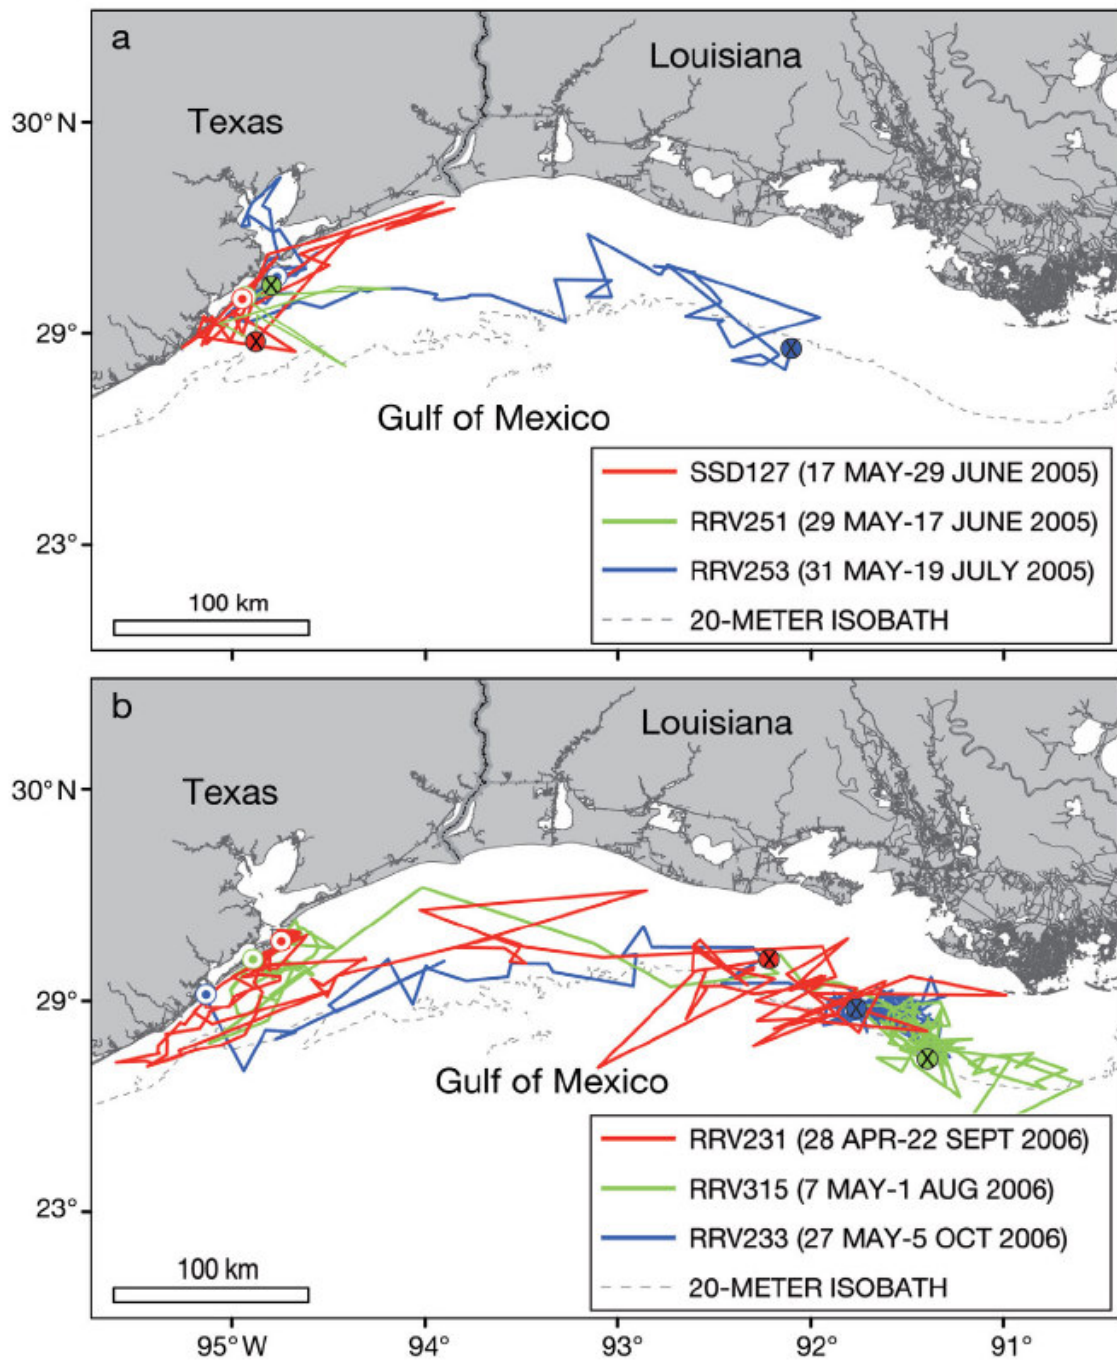 a
Louisiana
Texas
30°N
29°
Gulf of Mexico
SSD127 (17 MAY-29 JUNE 2005)
RRV251 (29 MAY-17 JUNE 2005)
23°
RRV253 (31 MAY-19 JULY 2005)
100 km
20-METER ISOBATH
b
Louisiana
Texas
30°N
29°
Gulf of Mexico
RRV231 (28 APR-22 SEPT 2006)
RRV315 (7 MAY-1 AUG 2006)
23°
RRV233 (27 MAY-5 OCT 2006)
100 km
20-METER ISOBATH
95°W 94° 93° 92° 91°